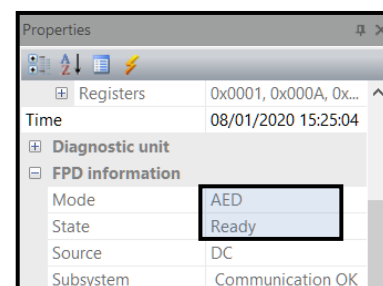 Properties
Registers 0x0001, 0x000A, 0x...
Time 08/01/2020 15:25:04
Diagnostic unit
FPD information
Mode AED
State Ready
Source DC
Subsystem Communication OK